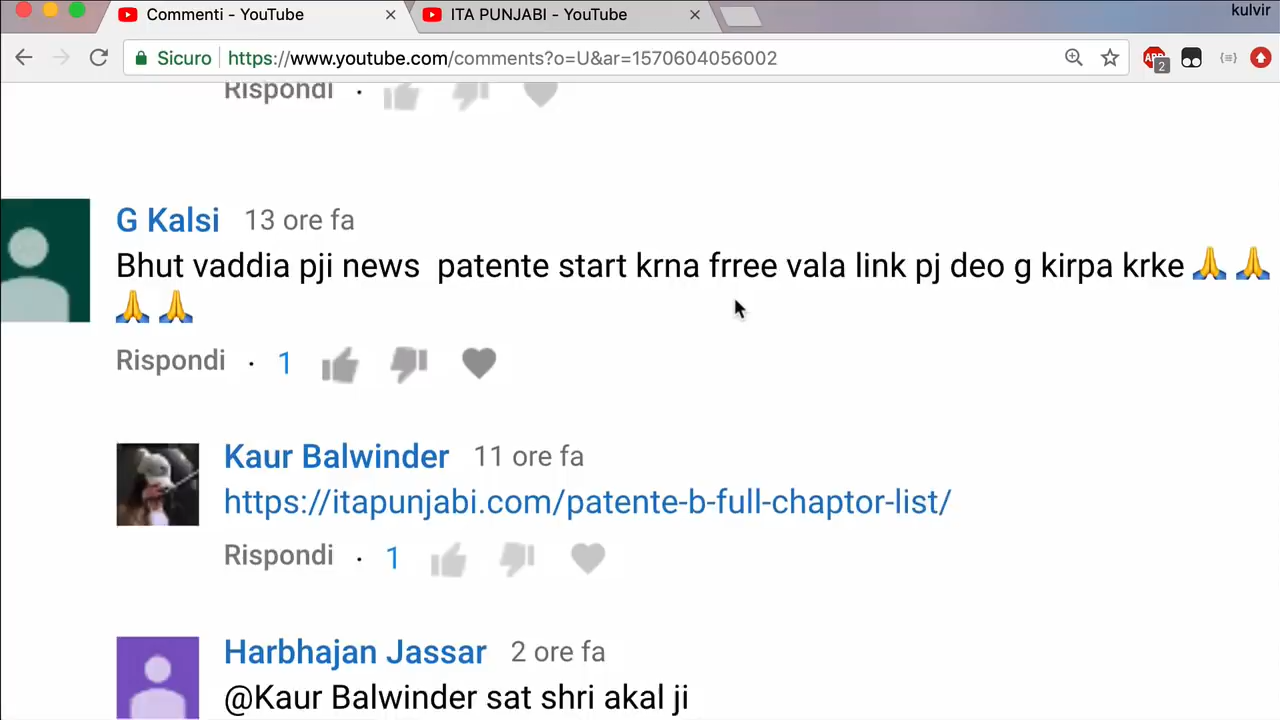 Commenti - YouTube
ITA PUNJABI - YouTube
kulvir
Sicuro https://www.youtube.com/comments?o=U&ar=1570604056002
2
Rispondi ·
G Kalsi 13 ore fa
Bhut vaddia pji news patente start krna frree vala link pj deo g kirpa krke 🙏 🙏
🙏 🙏
Rispondi · 1
Kaur Balwinder 11 ore fa
https://itapunjabi.com/patente-b-full-chaptor-list/
Rispondi · 1
Harbhajan Jassar 2 ore fa
@Kaur Balwinder sat shri akal ji